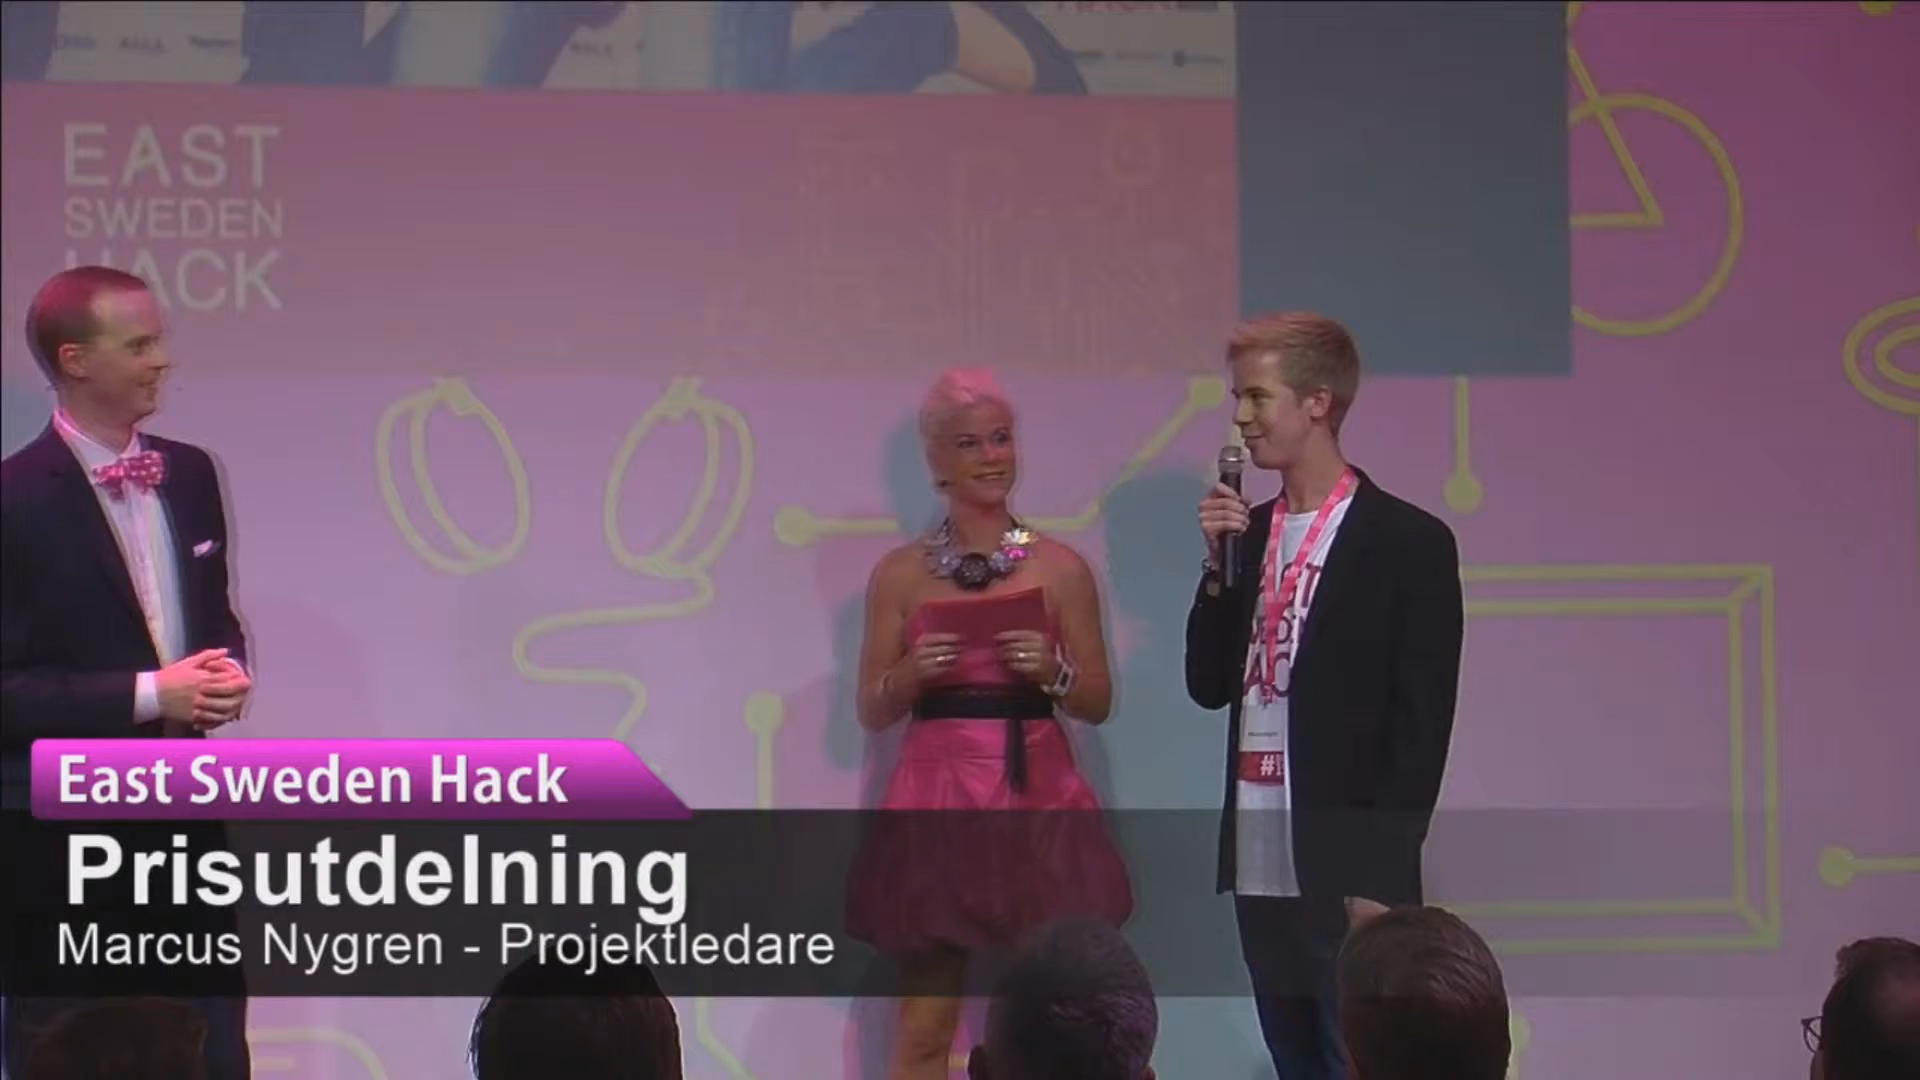 EAST
SWEDEN
HACK
East Sweden Hack
Prisutdelning
Marcus Nygren - Projektledare